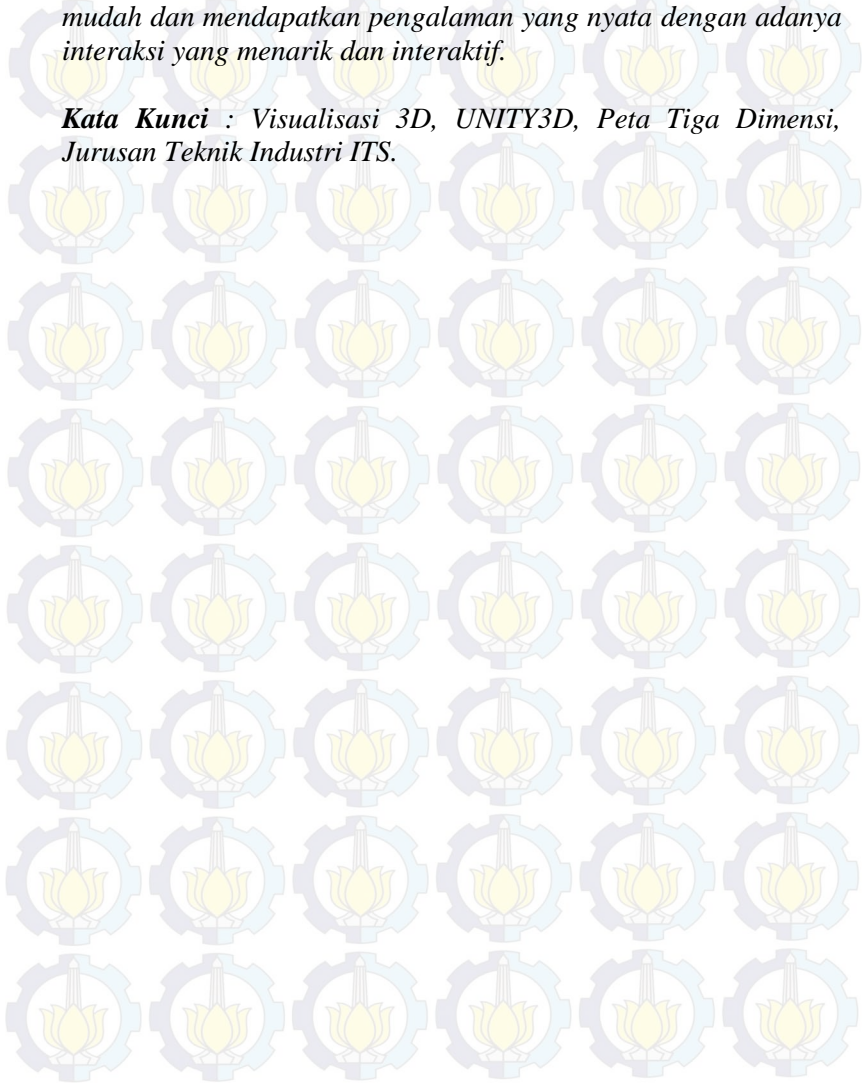 mudah dan mendapatkan pengalaman yang nyata dengan adanya
interaksi yang menarik dan interaktif.
Kata Kunci : Visualisasi 3D, UNITY3D, Peta Tiga Dimensi,
Jurusan Teknik Industri ITS.